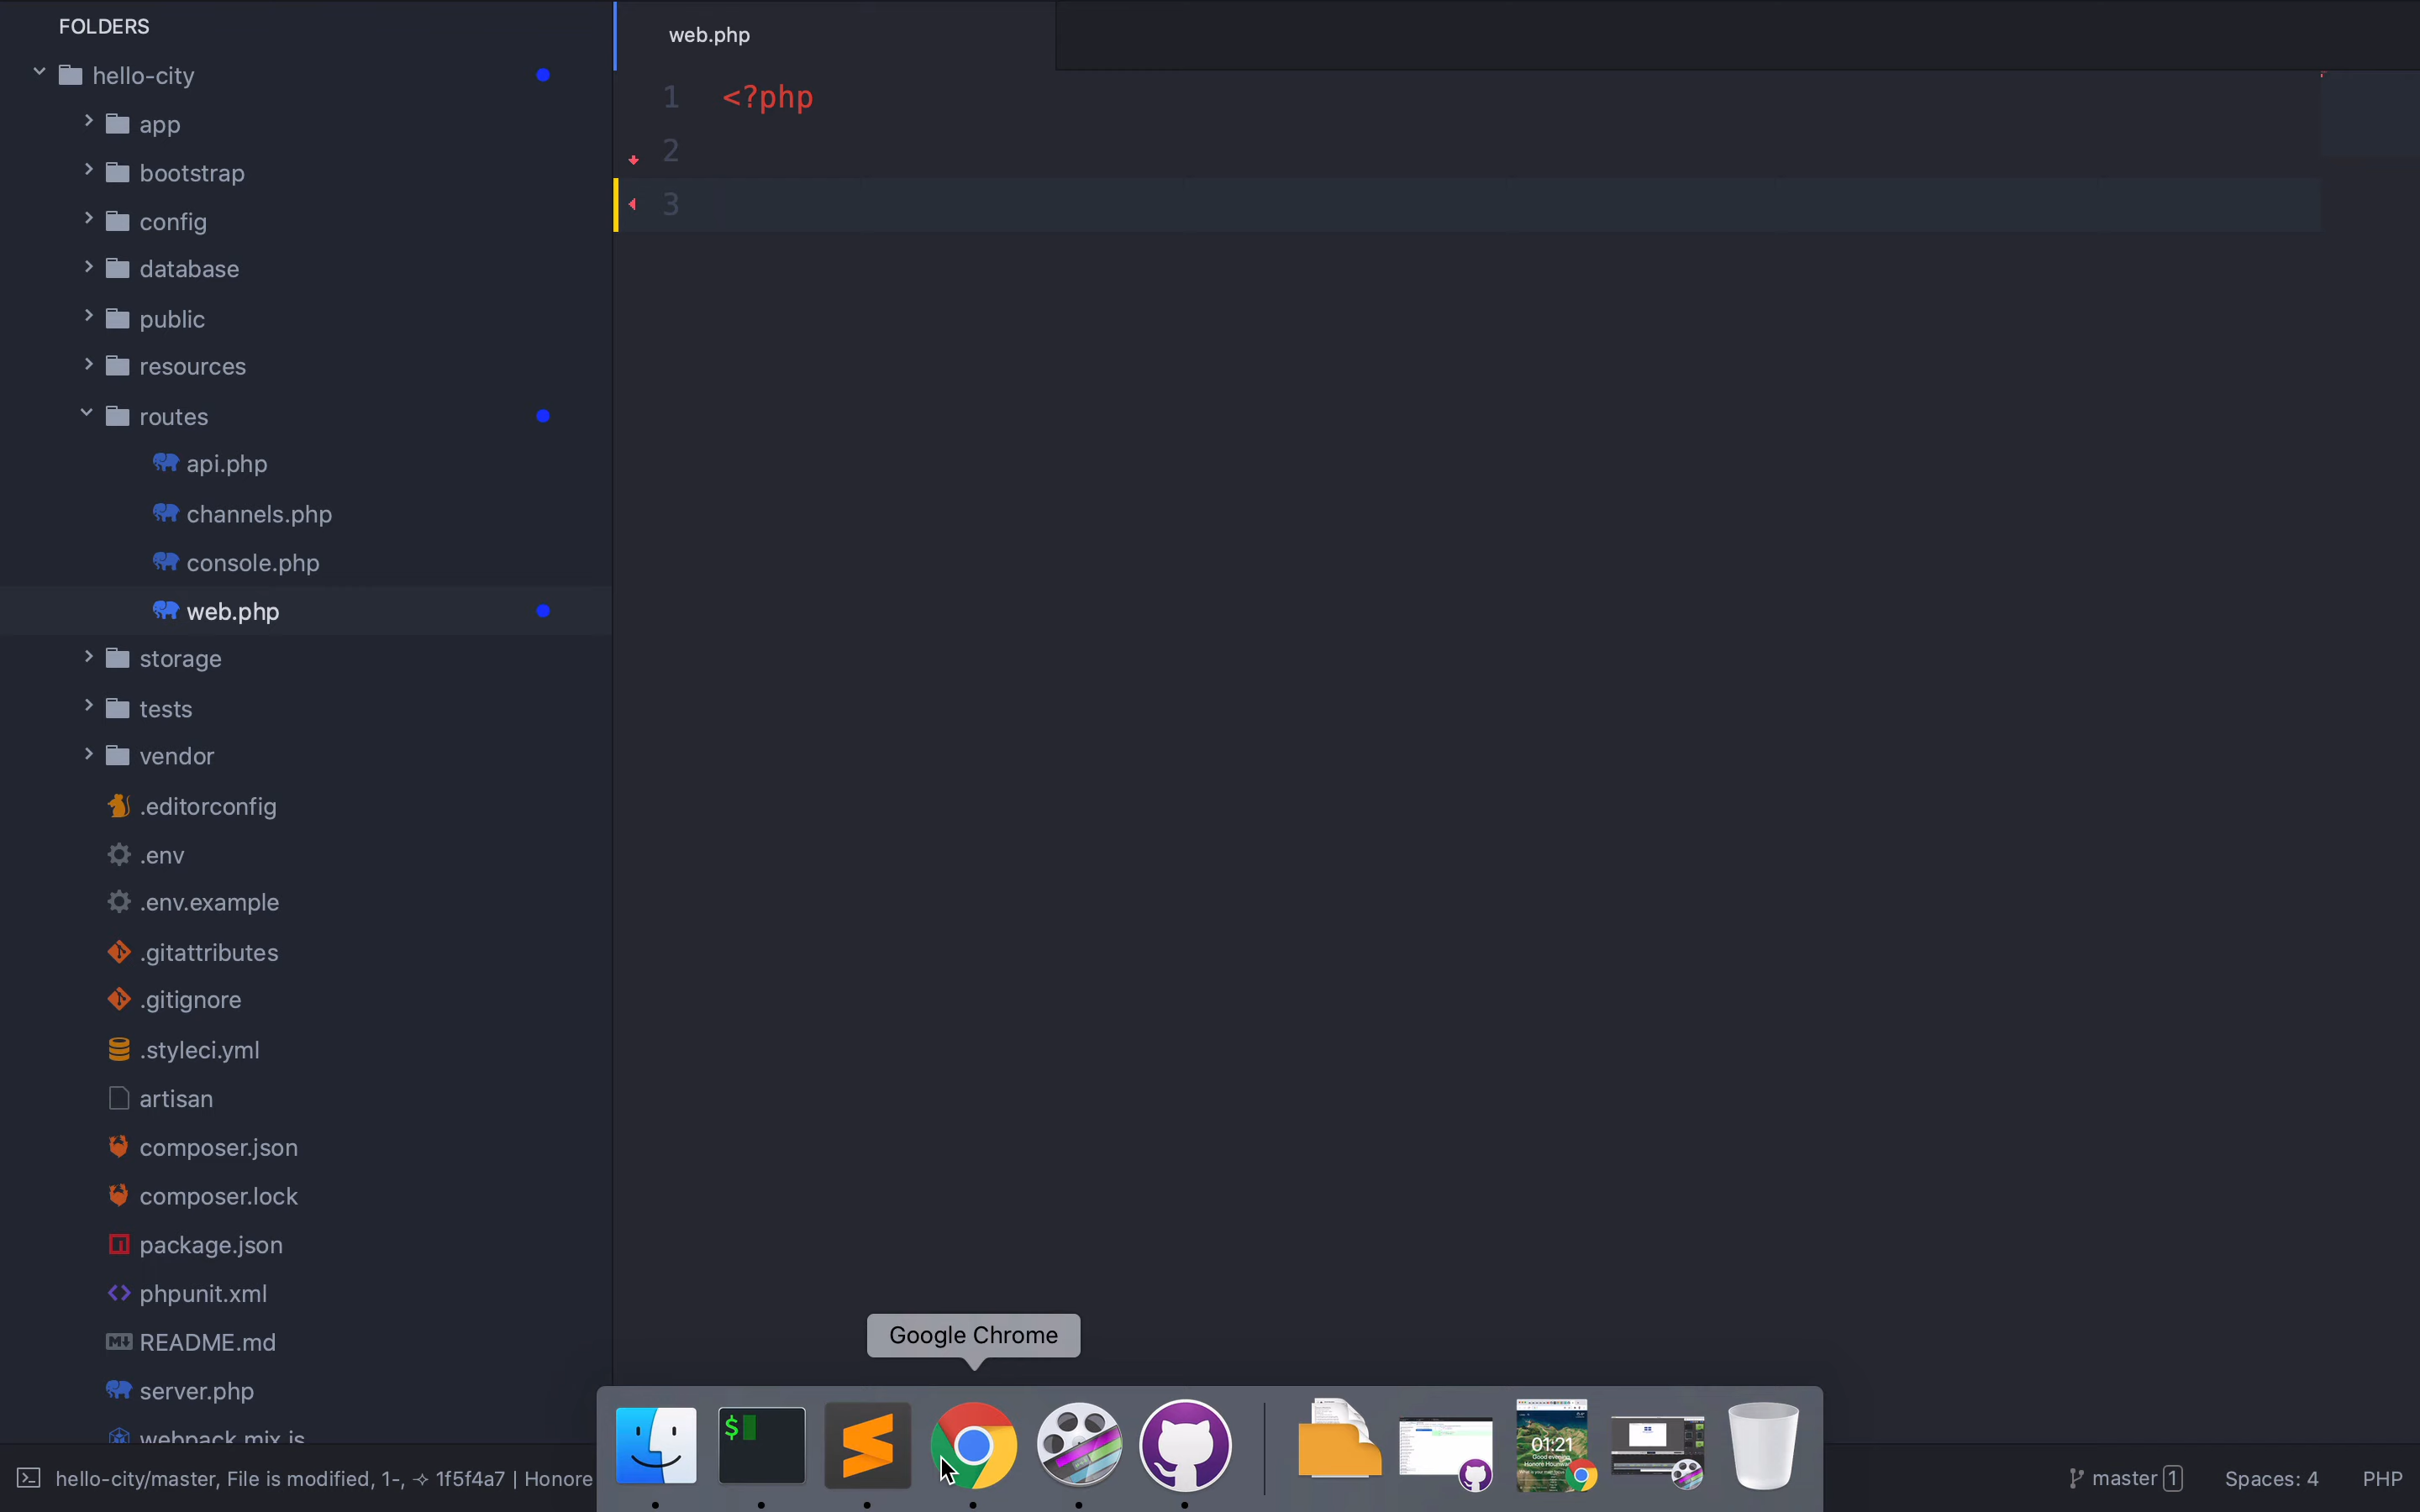 FOLDERS
hello-city
app
bootstrap
config
database
public
resources
routes
api.php
channels.php
console.php
web.php
storage
tests
vendor
.editorconfig
.env
.env.example
.gitattributes
.gitignore
.styleci.yml
artisan
composer.json
composer.lock
package.json
phpunit.xml
README.md
server.php
webpack.mix.js
web.php
1 <?php
2
3
Google Chrome
$
01:21
hello-city/master, File is modified, 1-, 1f5f4a7 | Honore
master 1
Spaces: 4
PHP